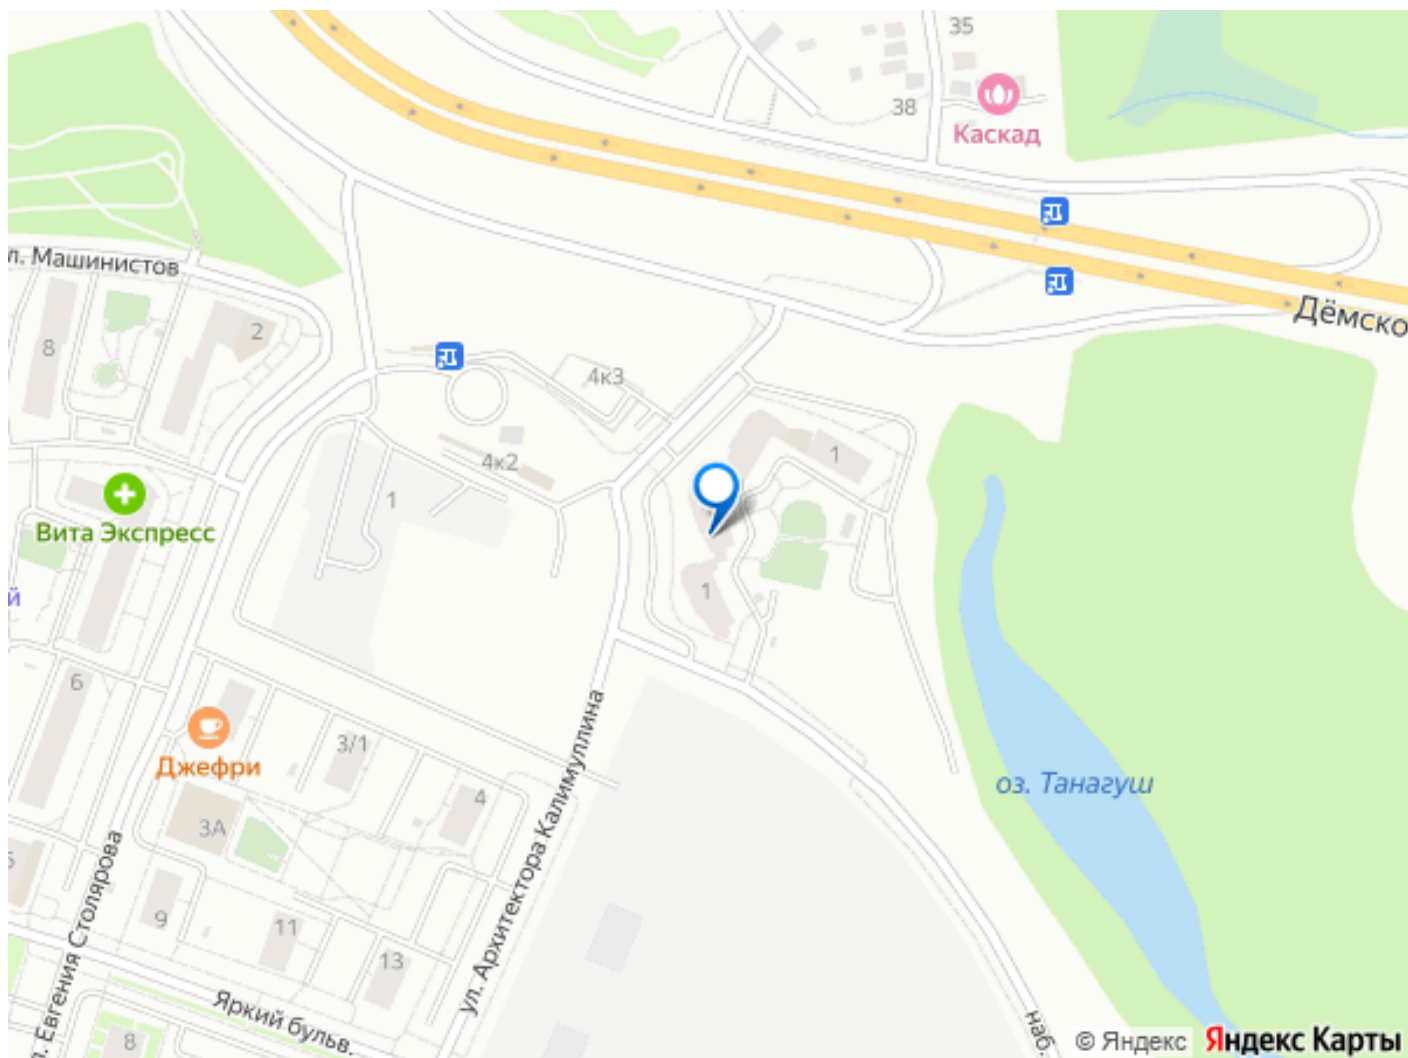 35
38
Каскад
л. Машинистов
Дёмско
2
8
4к3
1
4к2
1
Вита Экспресс
й
1
6
3/1
Джефри
4
3А
оз. Танагуш
ул. Архитектора Калимуллина
л. Евгения Столярова
5
9
11
13
Яркий бульв.
8
наб.
© Яндекс Яндекс Карты